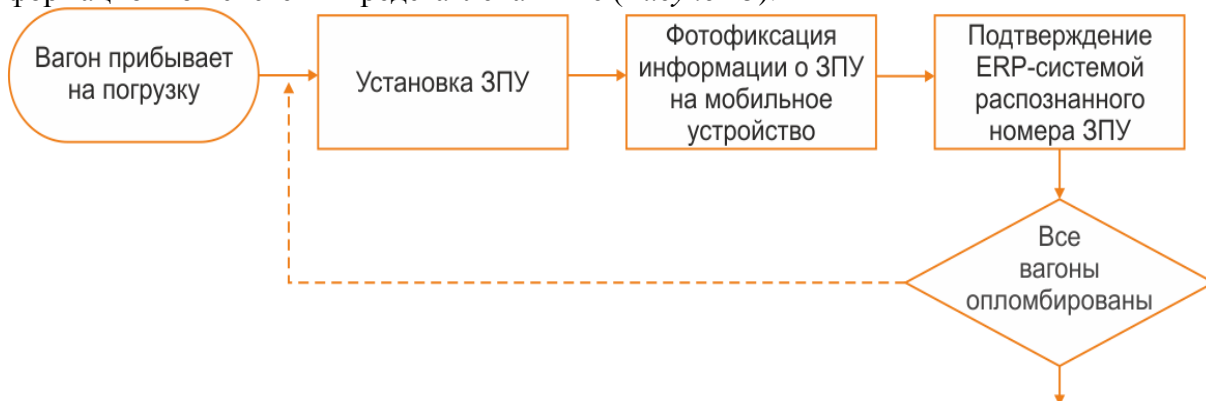 Вагон прибывает
на погрузку
Установка ЗПУ
Фотофиксация
информации о ЗПУ
на мобильное
устройство
Подтверждение
ERP-системой
распознанного
номера ЗПУ
Все
вагоны
опломбированы